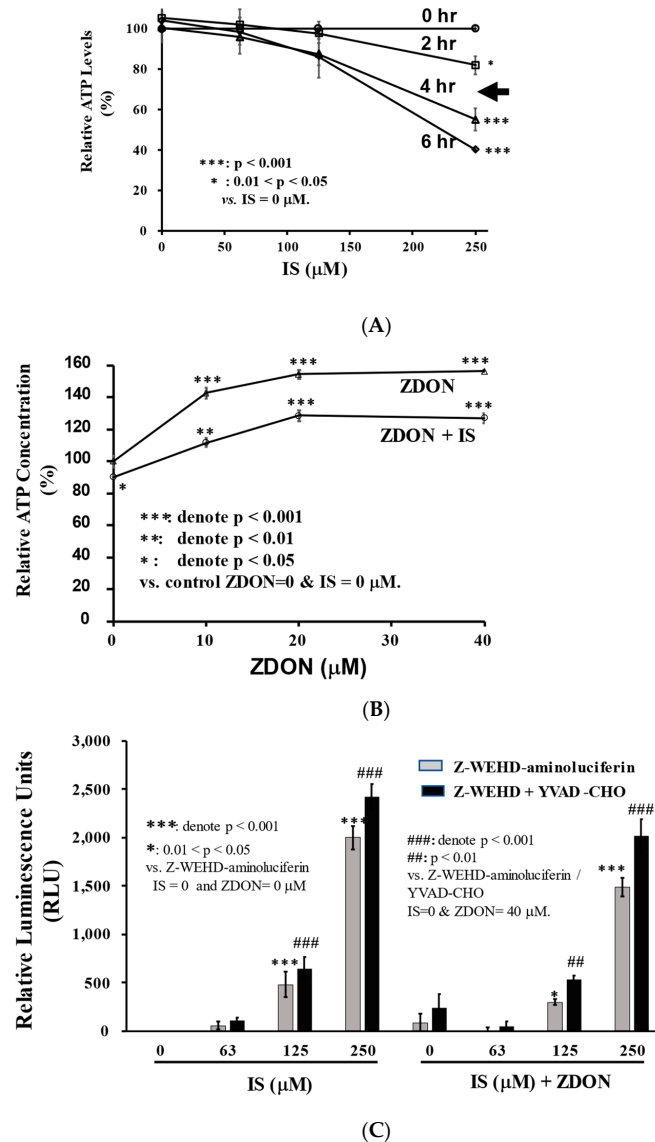 100
80
60
40
20
0
Relative ATP Levels
(%)
0 hr
2 hr
*
4 hr
***
6 hr
***
***: p < 0.001
* : 0.01 < p < 0.05
vs. IS = 0 μM.
0 50 100 150 200 250
IS (μM)
(A)
160
140
120
100
80
60
40
20
0
Relative ATP Concentration
(%)
*** *** ***
ZDON
** *** ***
ZDON + IS
*
***: denote p < 0.001
**: denote p < 0.01
* : denote p < 0.05
vs. control ZDON=0 & IS = 0 μM.
0 10 20 30 40
ZDON (μM)
(B)
3,000
2,500
2,000
1,500
1,000
500
0
Relative Luminescence Units
(RLU)
Z-WEHD-aminoluciferin
Z-WEHD + YVAD-CHO
***: denote p < 0.001
*: 0.01 < p < 0.05
vs. Z-WEHD-aminoluciferin
IS = 0 and ZDON= 0 μM
###: denote p < 0.001
##: p < 0.01
vs. Z-WEHD-aminoluciferin /
YVAD-CHO
IS=0 & ZDON= 40 μM.
*** ### *** ###
* ## *** ###
0 63 125 250 0 63 125 250
IS (μM) IS (μM) + ZDON
(C)